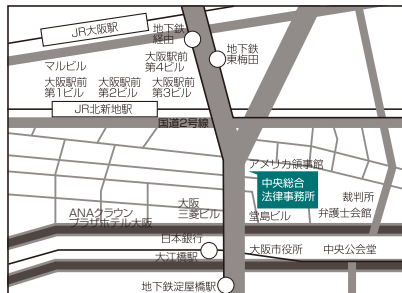 JR大阪駅
地下鉄
経由
地下鉄
東梅田
マルビル
大阪駅前
第4ビル
大阪駅前
第1ビル
大阪駅前
第2ビル
大阪駅前
第3ビル
JR北新地駅
国道2号線
アメリカ領事館
中央総合
法律事務所
裁判所
弁護士会館
大阪
三菱ビル
堂島ビル
ANAクラウン
プラザホテル大阪
日本銀行
大江橋駅
大阪市役所
中央公会堂
地下鉄淀屋橋駅